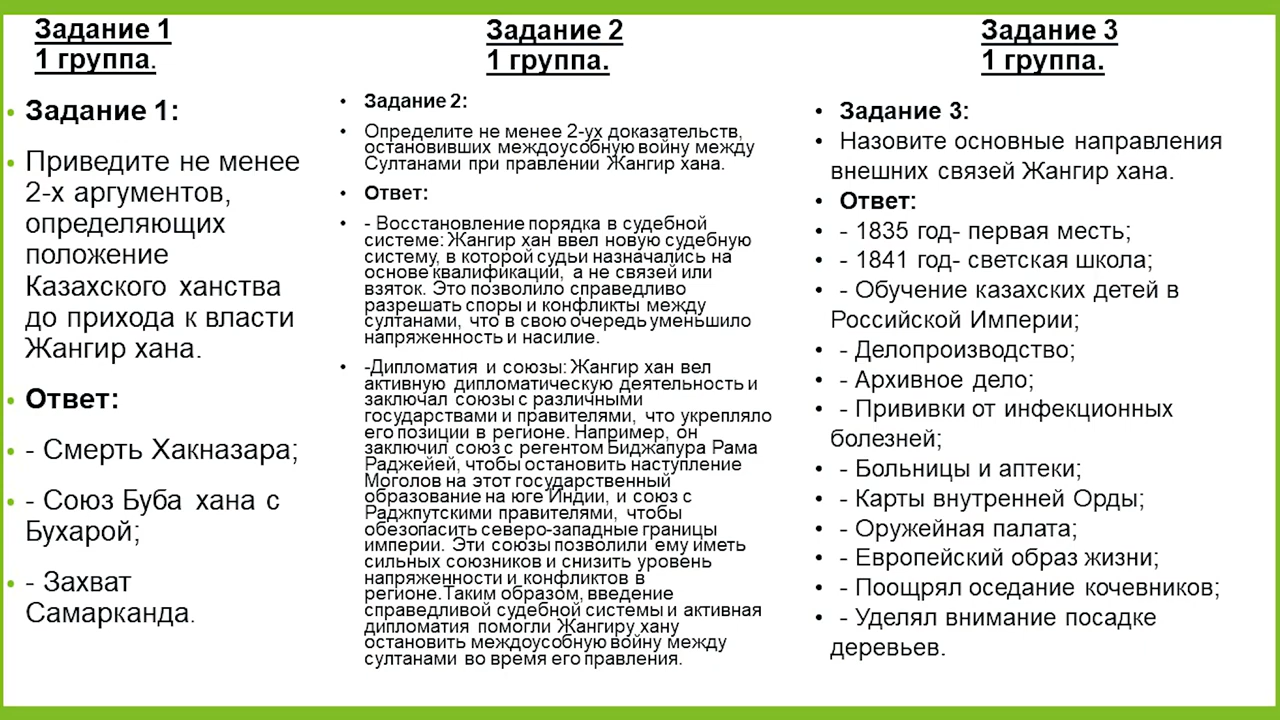 Задание 1
1 группа.
• Задание 1:
• Приведите не менее
2-х аргументов,
определяющих
положение
Казахского ханства
до прихода к власти
Жангир хана.
• Ответ:
• - Смерть Хакназара;
• - Союз Буба хана с
Бухарой;
• - Захват
Самарканда.
Задание 2
1 группа.
• Задание 2:
• Определите не менее 2-ух доказательств,
остановивших междоусобную войну между
Султанами при правлении Жангир хана.
• Ответ:
• - Восстановление порядка в судебной
системе: Жангир хан ввел новую судебную
систему, в которой судьи назначались на
основе квалификации, а не связей или
взяток. Это позволило справедливо
разрешать споры и конфликты между
султанами, что в свою очередь уменьшило
напряженность и насилие.
• -Дипломатия и союзы: Жангир хан вел
активную дипломатическую деятельность и
заключал союзы с различными
государствами и правителями, что укрепляло
его позиции в регионе. Например, он
заключил союз с регентом Биджапура Рама
Раджейей, чтобы остановить наступление
Моголов на этот государственный
образование на юге Индии, и союз с
Раджпутскими правителями, чтобы
обезопасить северо-западные границы
империи. Эти союзы позволили ему иметь
сильных союзников и снизить уровень
напряженности и конфликтов в
регионе.Таким образом, введение
справедливой судебной системы и активная
дипломатия помогли Жангиру хану
остановить междоусобную войну между
султанами во время его правления.
Задание 3
1 группа.
• Задание 3:
• Назовите основные направления
внешних связей Жангир хана.
• Ответ:
• - 1835 год- первая месть;
• - 1841 год- светская школа;
• - Обучение казахских детей в
Российской Империи;
• - Делопроизводство;
• - Архивное дело;
• - Прививки от инфекционных
болезней;
• - Больницы и аптеки;
• - Карты внутренней Орды;
• - Оружейная палата;
• - Европейский образ жизни;
• - Поощрял оседание кочевников;
• - Уделял внимание посадке
деревьев.